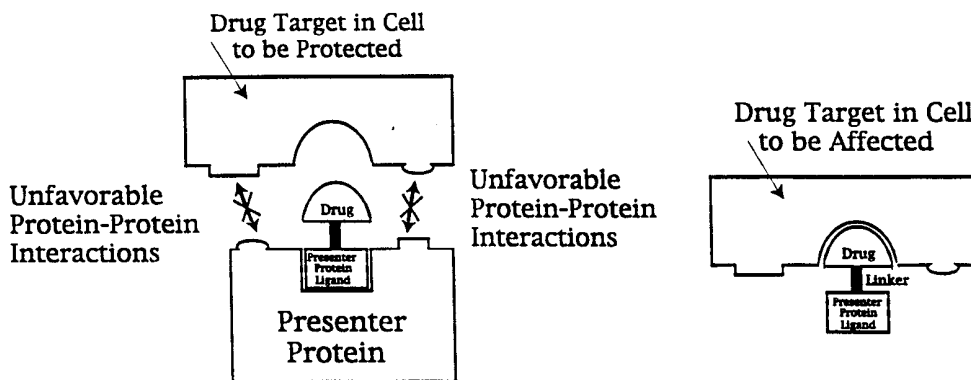 Drug Target in Cell
to be Protected
Unfavorable
Protein-Protein
Interactions
Drug
Unfavorable
Protein-Protein
Interactions
Presenter
Protein
Ligand
Presenter
Protein
Drug Target in Cell
to be Affected
Drug
Linker
Presenter
Protein
Ligand